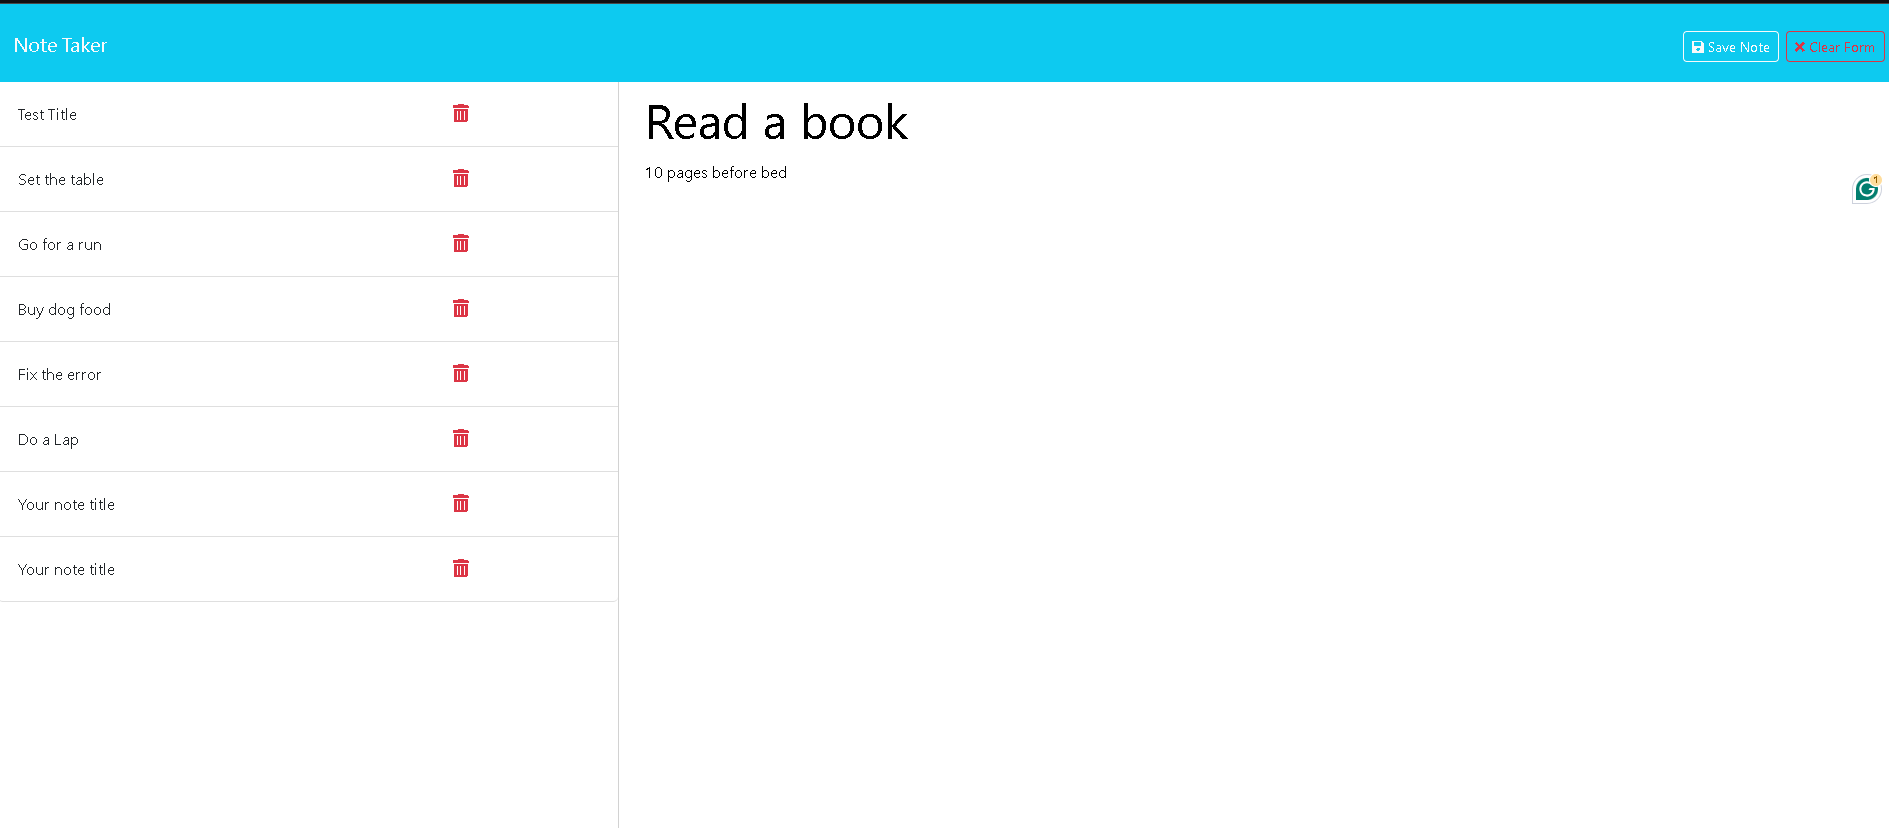 Note Taker
Save Note
Clear Form
Test Title
Set the table
Go for a run
Buy dog food
Fix the error
Do a Lap
Your note title
Your note title
Read a book
10 pages before bed
G
1